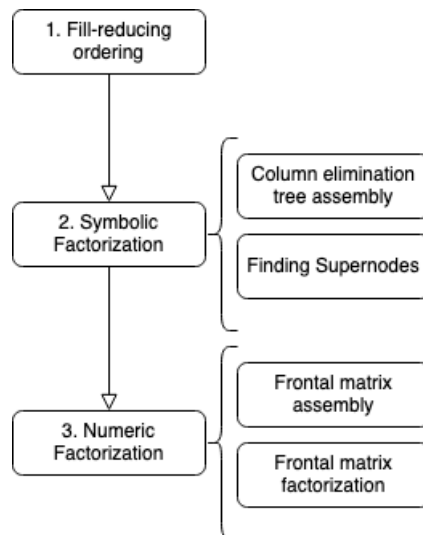 1. Fill-reducing
ordering
2. Symbolic
Factorization
Column elimination
tree assembly
Finding Supernodes
3. Numeric
Factorization
Frontal matrix
assembly
Frontal matrix
factorization